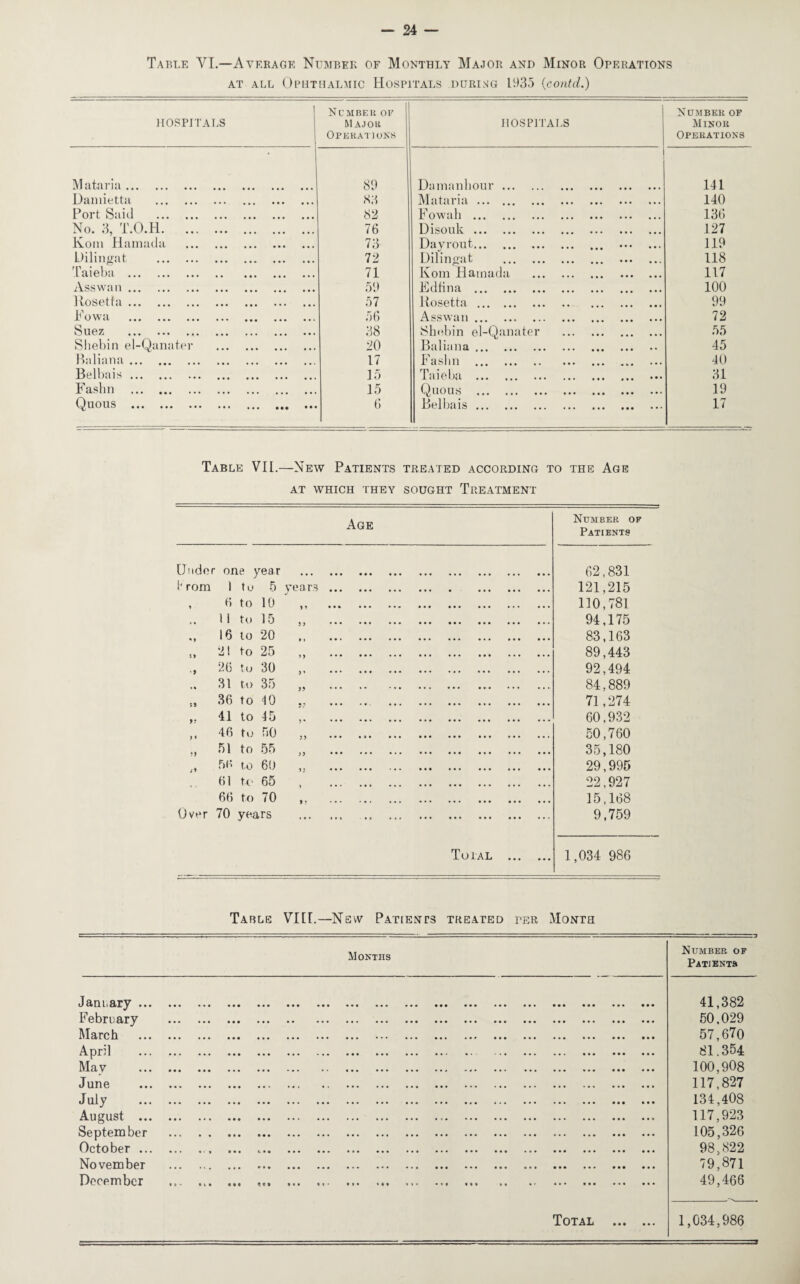 — 24 —
Table VI.—Average Number of Monthly Major and Minor Operations
at all Ophthalmic Hospitals during 1935 (contd.)
HOSPITALS | Number of Major Operations | HOSPITALS | Number of Minor Operations
Mataria ... 89 | Damanhour ... 141
Damietta ... 83 | Mataria ... 140
Port Said ... 82 | Fowah ... 136
No. 3, T.O.H. ... 76 | Disouk ... 127
Kom Hamada ... 73 | Dayrout ... 119
Dilingat ... 72 | Dilingat ... 118
Taieba ... 71 | Kom Hamada ... 117
Asswan ... 59 | Edfina ... 100
Rosetta ... 57 | Rosetta ... 99
Fowa ... 56 | Asswan ... 72
Suez ... 38 | Shebin el-Qanater ... 55
Shebin el-Qanater ... 20 | Baliana ... 45
Baliana ... 17 | Fashn ... 40
Belbais ... 15 | Taieba ... 31
Fashn ... 15 | Quous ... 19
Quous ... 6 | Belbais ... 17
Table VII.—New Patients treated according to the Age
at which they sought Treatment
Age | Number of Patients
Under one year ... 62,831
From 1 to 5 years ... 121,215
, 6 to 10 ,, ... 110,781
,, 11 to 15 ,, ... 94,175
,, 16 to 20 ,, ... 83,163
,, 21 to 25 ,, ... 89,443
,, 26 to 30 ,, ... 92,494
,, 31 to 35 ,, ... 84,889
,, 36 to 40 ,, ... 71,274
,, 41 to 45 ,, ... 60,932
,, 46 to 50 ,, ... 50,760
,, 51 to 55 ,, ... 35,180
,, 56 to 60 ,, ... 29,995
,, 61 to 65 , ... 22,927
66 to 70 ,, ... 15,168
Over 70 years ... 9,759
Total ... 1,034 986
Table VIII.—New Patients treated per Month
Months | Number of Patients
January ... 41,382
February ... 50,029
March ... 57,670
April ... 81,354
May ... 100,908
June ... 117,827
July ... 134,408
August ... 117,923
September ... 105,326
October ... 98,822
November ... 79,871
December ... 49,466
Total ... 1,034,986